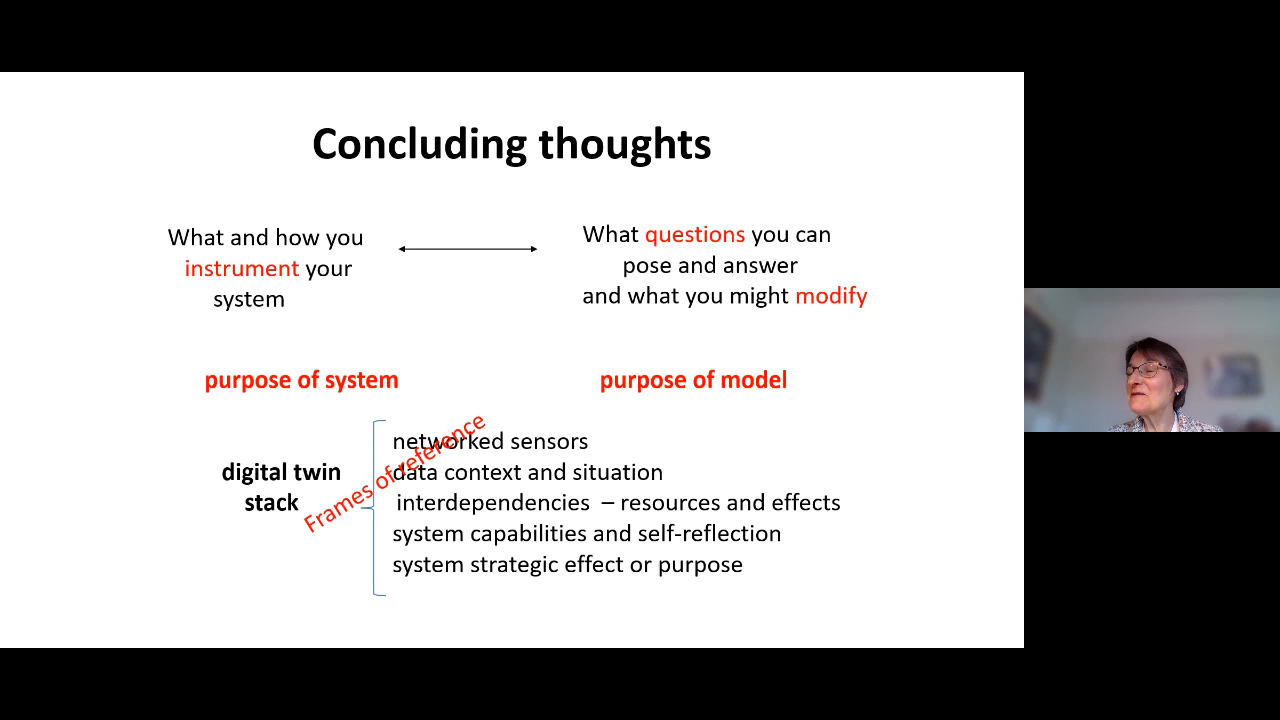 Concluding thoughts
What and how you
instrument your
system
What questions you can
pose and answer
and what you might modify
purpose of system
purpose of model
digital twin
stack
Frames of reference
networked sensors
data context and situation
interdependencies – resources and effects
system capabilities and self-reflection
system strategic effect or purpose